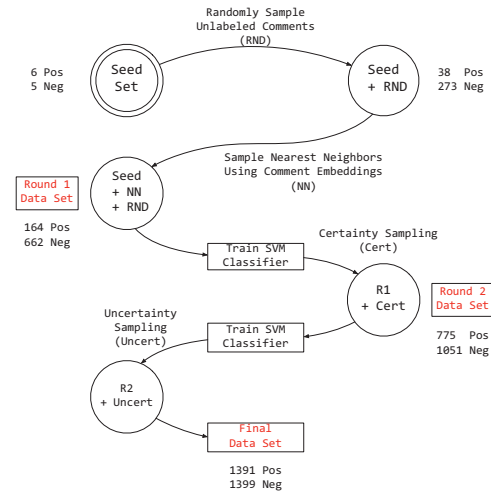 Randomly Sample
Unlabeled Comments
(RND)
6 Pos
5 Neg
Seed
Set
Seed
+ RND
38 Pos
273 Neg
Sample Nearest Neighbors
Using Comment Embeddings
(NN)
Round 1
Data Set
Seed
+ NN
+ RND
164 Pos
662 Neg
Train SVM
Classifier
Certainty Sampling
(Cert)
R1
+ Cert
Round 2
Data Set
775 Pos
1051 Neg
Uncertainty
Sampling
(Uncert)
Train SVM
Classifier
R2
+ Uncert
Final
Data Set
1391 Pos
1399 Neg